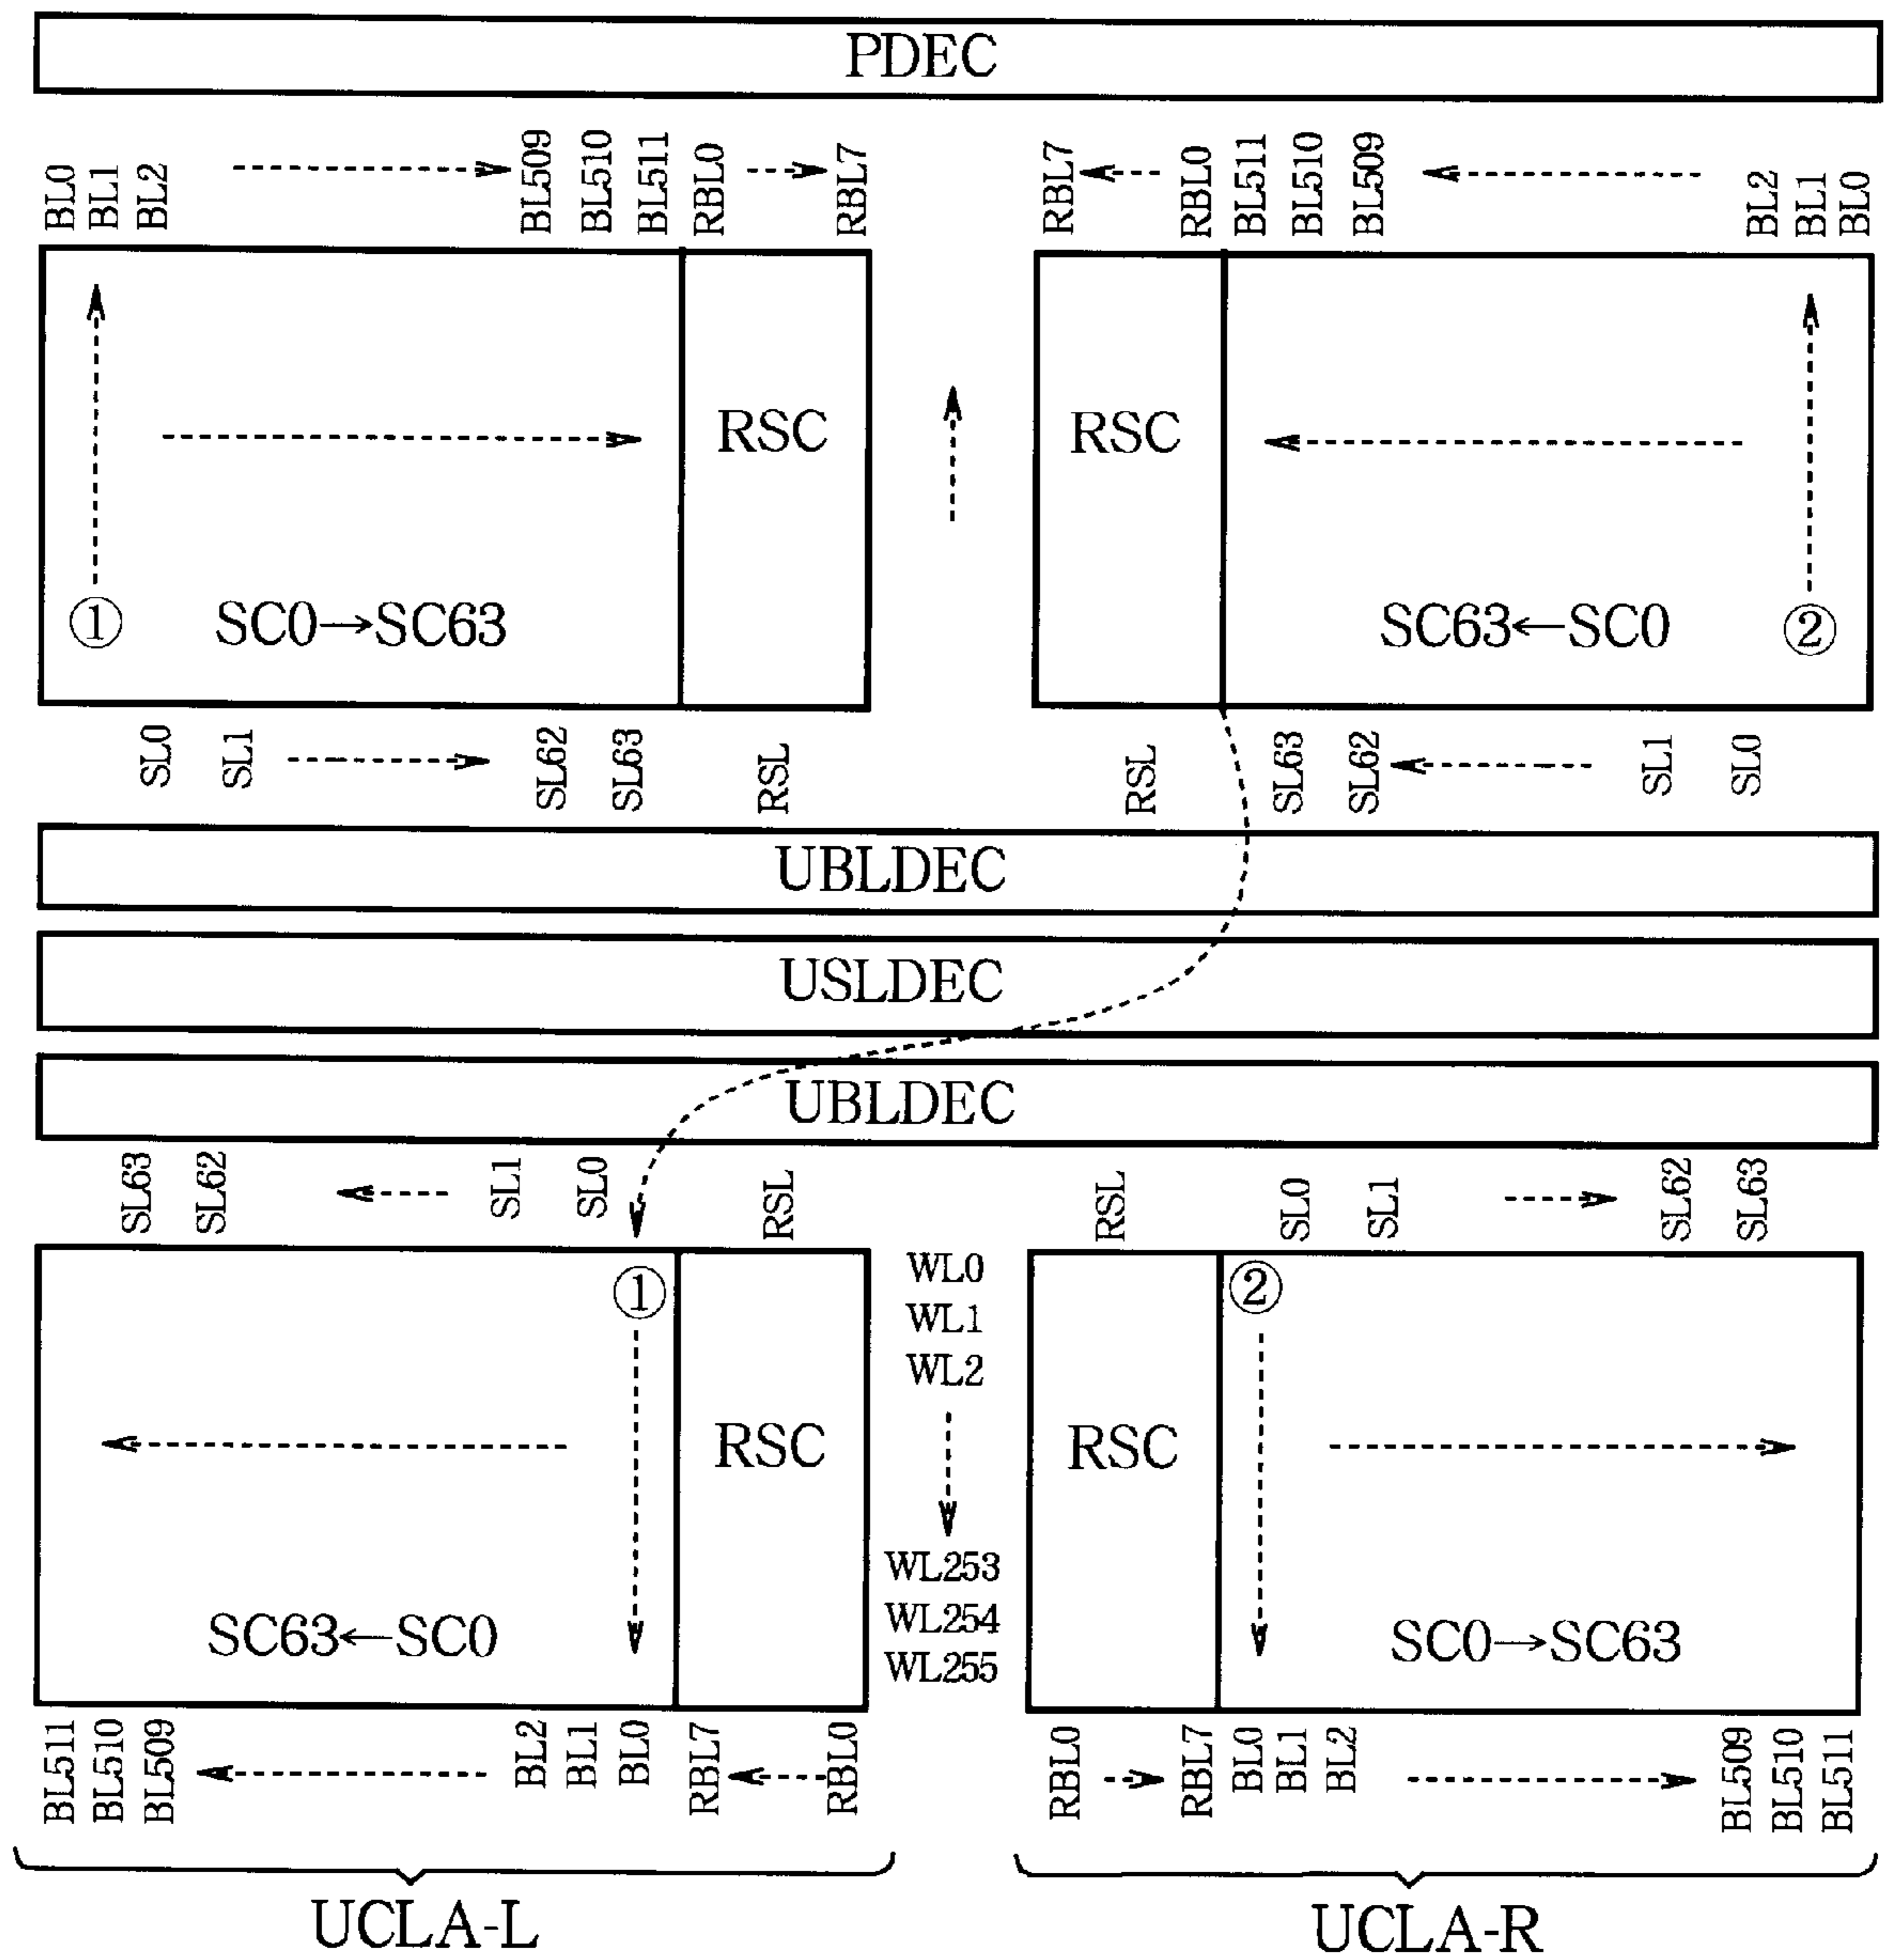 PDEC
BL0
BL1
BL2
BL509
BL510
BL511
RBL0
RBL7
RBL7
RBL0
BL511
BL510
BL509
BL2
BL1
BL0
RSC
RSC
① SC0→SC63
SC63←SC0 ②
SL0
SL1
SL62
SL63
RSL
RSL
SL63
SL62
SL1
SL0
UBLDEC
USLDEC
UBLDEC
SL63
SL62
SL1
SL0
RSL
RSL
SL0
SL1
SL62
SL63
①
WL0
WL1
WL2
②
RSC
RSC
WL253
WL254
WL255
SC63←SC0
SC0→SC63
BL511
BL510
BL509
BL2
BL1
BL0
RBL7
RBL0
RBL0
RBL7
BL0
BL1
BL2
BL509
BL510
BL511
UCLA-L
UCLA-R